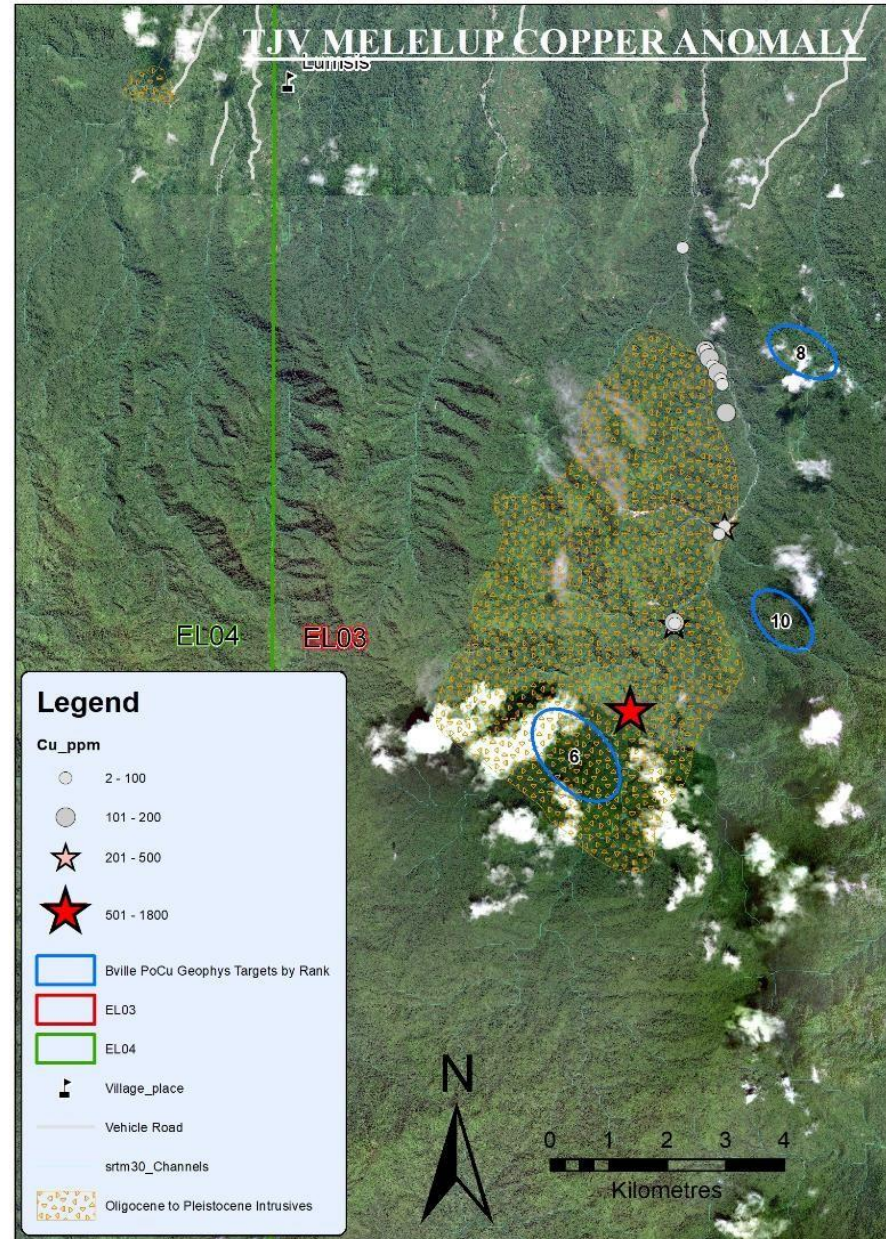 TJV MELELUP COPPER ANOMALY
Lumsis
8
10
EL04
EL03
6
Legend
Cu_ppm
2 - 100
101 - 200
201 - 500
501 - 1800
Bville PoCu Geophys Targets by Rank
EL03
EL04
Village_place
Vehicle Road
srtm30_Channels
Oligocene to Pleistocene Intrusives
N
0 1 2 3 4
Kilometres